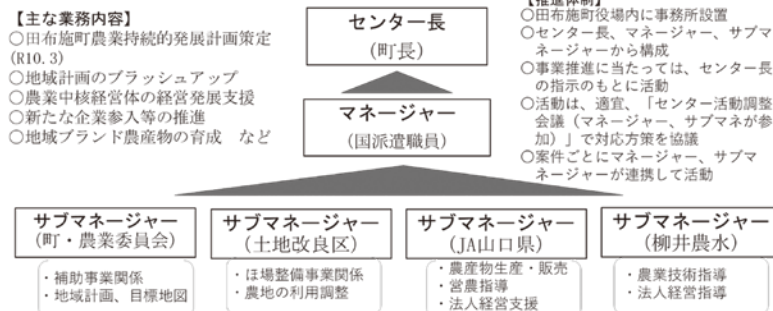 【主な業務内容】
○田布施町農業持続的発展計画策定
(R10.3)
○地域計画のブラッシュアップ
○農業中核経営体の経営発展支援
○新たな企業参入等の推進
○地域ブランド農産物の育成　など
センター長
(町長)
マネージャー
(国派遣職員)
【推進体制】
○田布施町役場内に事務所設置
○センター長、マネージャー、サブマ
ネージャーから構成
○事業推進に当たっては、センター長
の指示のもとに活動
○活動は、適宜、「センター活動調整
会議（マネージャー、サブマネが参
加）」で対応方策を協議
○案件ごとにマネージャー、サブマ
ネージャーが連携して活動
サブマネージャー
(町・農業委員会)
・補助事業関係
・地域計画、目標地図
サブマネージャー
(土地改良区)
・ほ場整備事業関係
・農地の利用調整
サブマネージャー
(JA山口県)
・農産物生産・販売
・営農指導
・法人経営支援
サブマネージャー
(柳井農水)
・農業技術指導
・法人経営指導